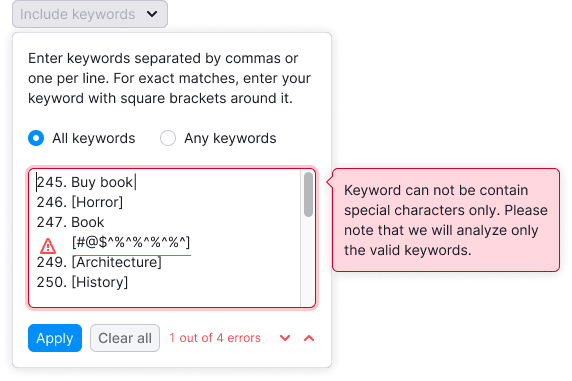 Include keywords
Enter keywords separated by commas or
one per line. For exact matches, enter your
keyword with square brackets around it.
All keywords Any keywords
245. Buy book
246. [Horror]
247. Book
[#@$^%^%^%^%^]
249. [Architecture]
250. [History]
Keyword can not be contain
special characters only. Please
note that we will analyze only
the valid keywords.
Apply Clear all 1 out of 4 errors